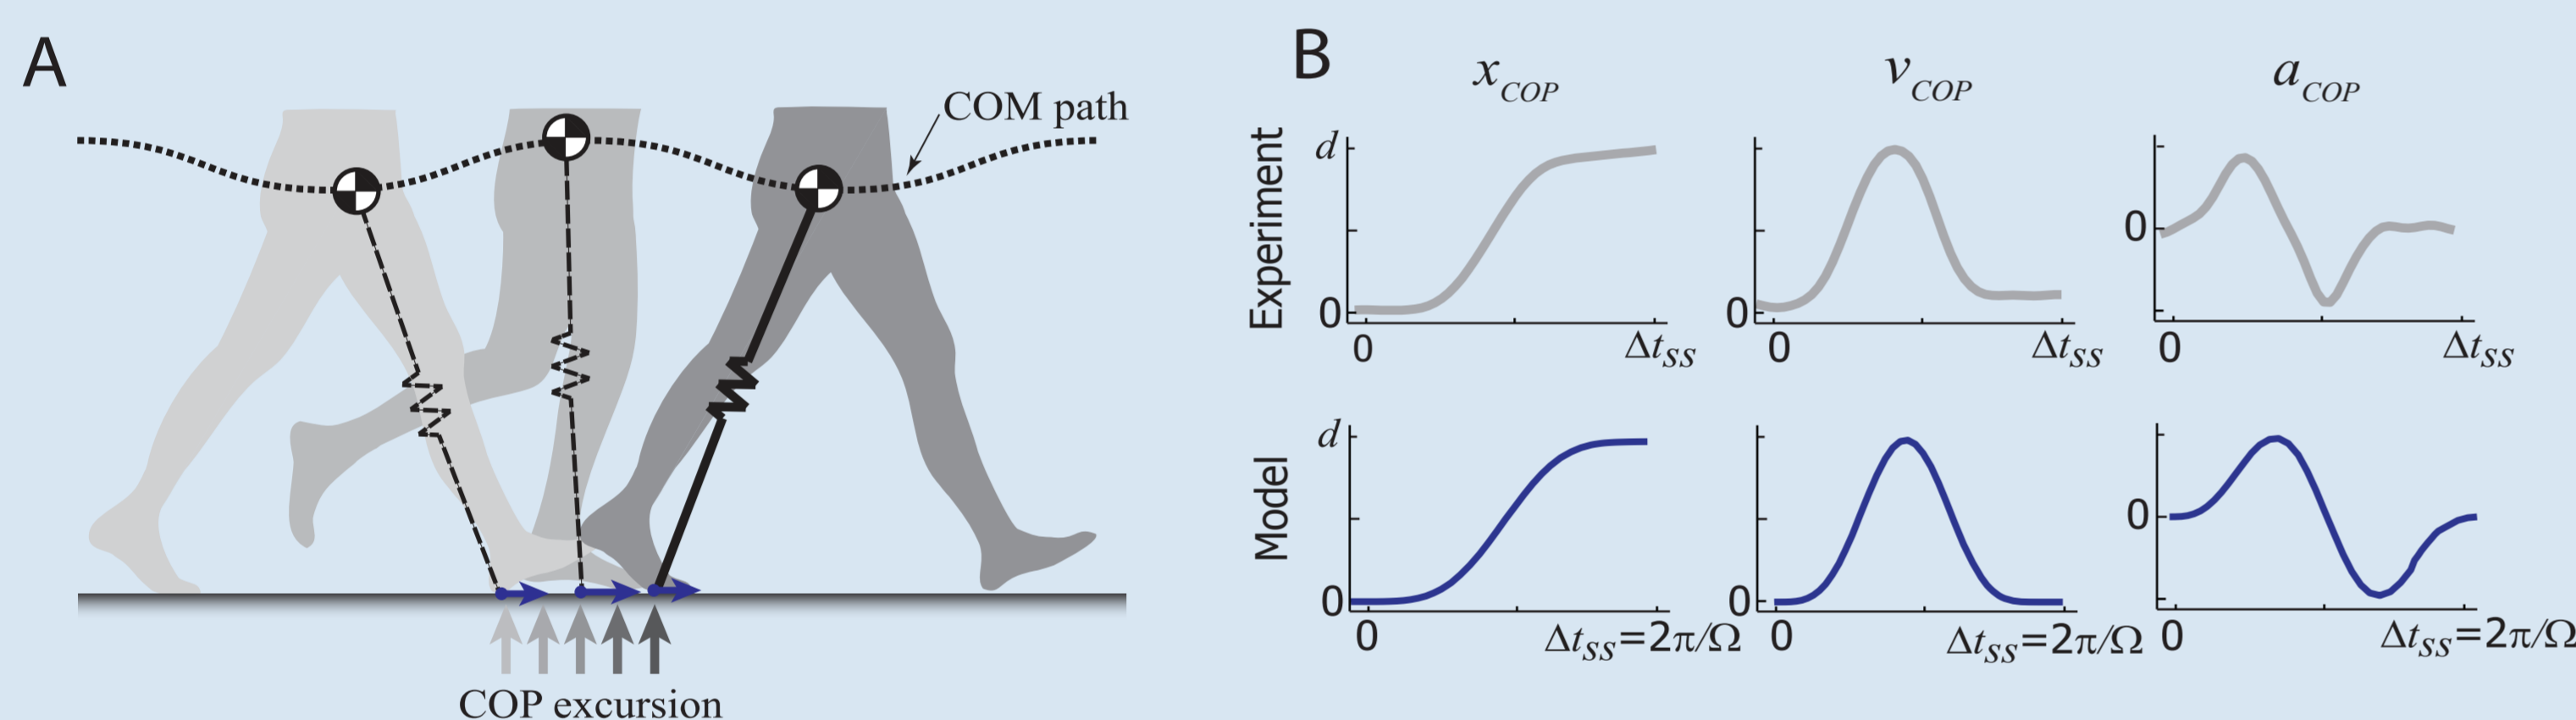 A
COM path
COP excursion
B
x_COP
v_COP
a_COP
Experiment
d
0
0
Δt_SS
0
0
Δt_SS
0
0
Δt_SS
Model
d
0
0
Δt_SS=2π/Ω
0
0
Δt_SS=2π/Ω
0
0
Δt_SS=2π/Ω